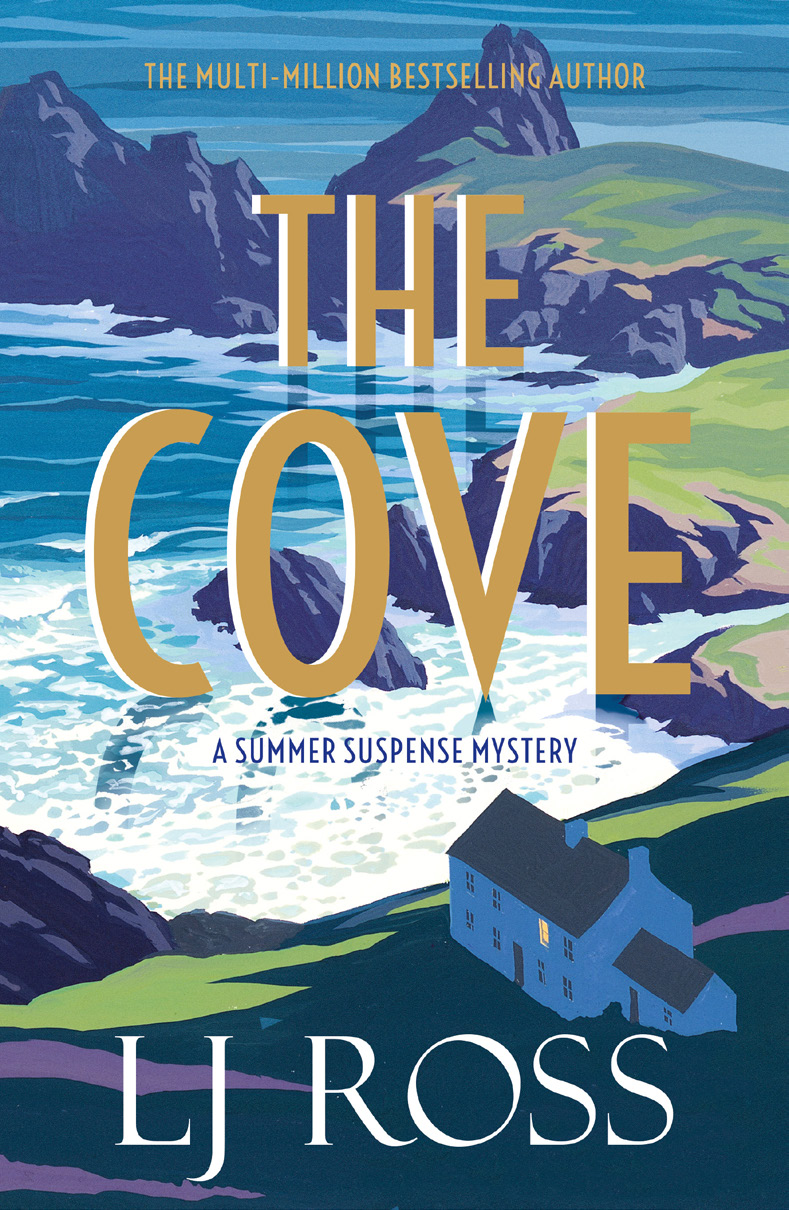 THE MULTI-MILLION BESTSELLING AUTHOR
THE
COVE
A SUMMER SUSPENSE MYSTERY
LJ ROSS